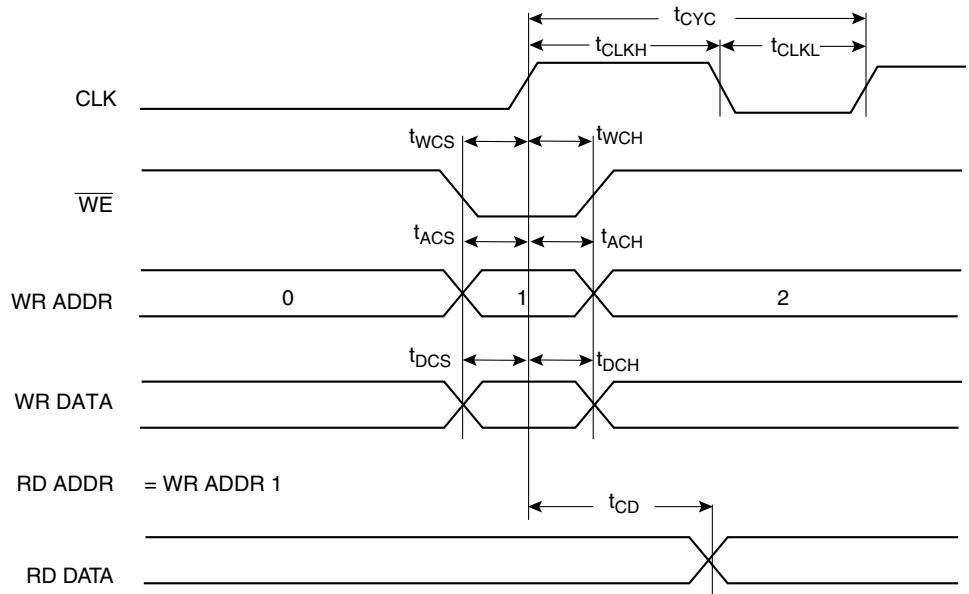 tCYC
tCLKH tCLKL
CLK
tWCS tWCH
WE
tACS tACH
WR ADDR 0 1 2
tDCS tDCH
WR DATA
RD ADDR = WR ADDR 1
tCD
RD DATA